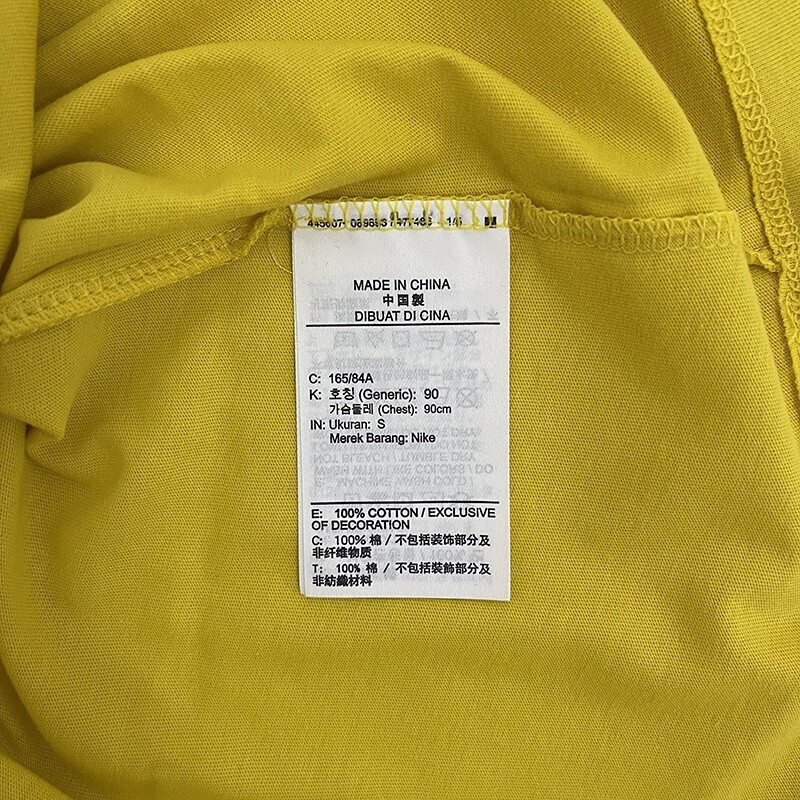 MADE IN CHINA
中国製
DIBUAT DI CINA
C: 165/84A
K: 호칭 (Generic): 90
가슴둘레 (Chest): 90cm
IN: Ukuran: S
Merek Barang: Nike
E: 100% COTTON / EXCLUSIVE
OF DECORATION
C: 100% 棉 / 不包括装饰部分及
非纤维物质
T: 100% 棉 / 不包括裝飾部分及
非紡織材料